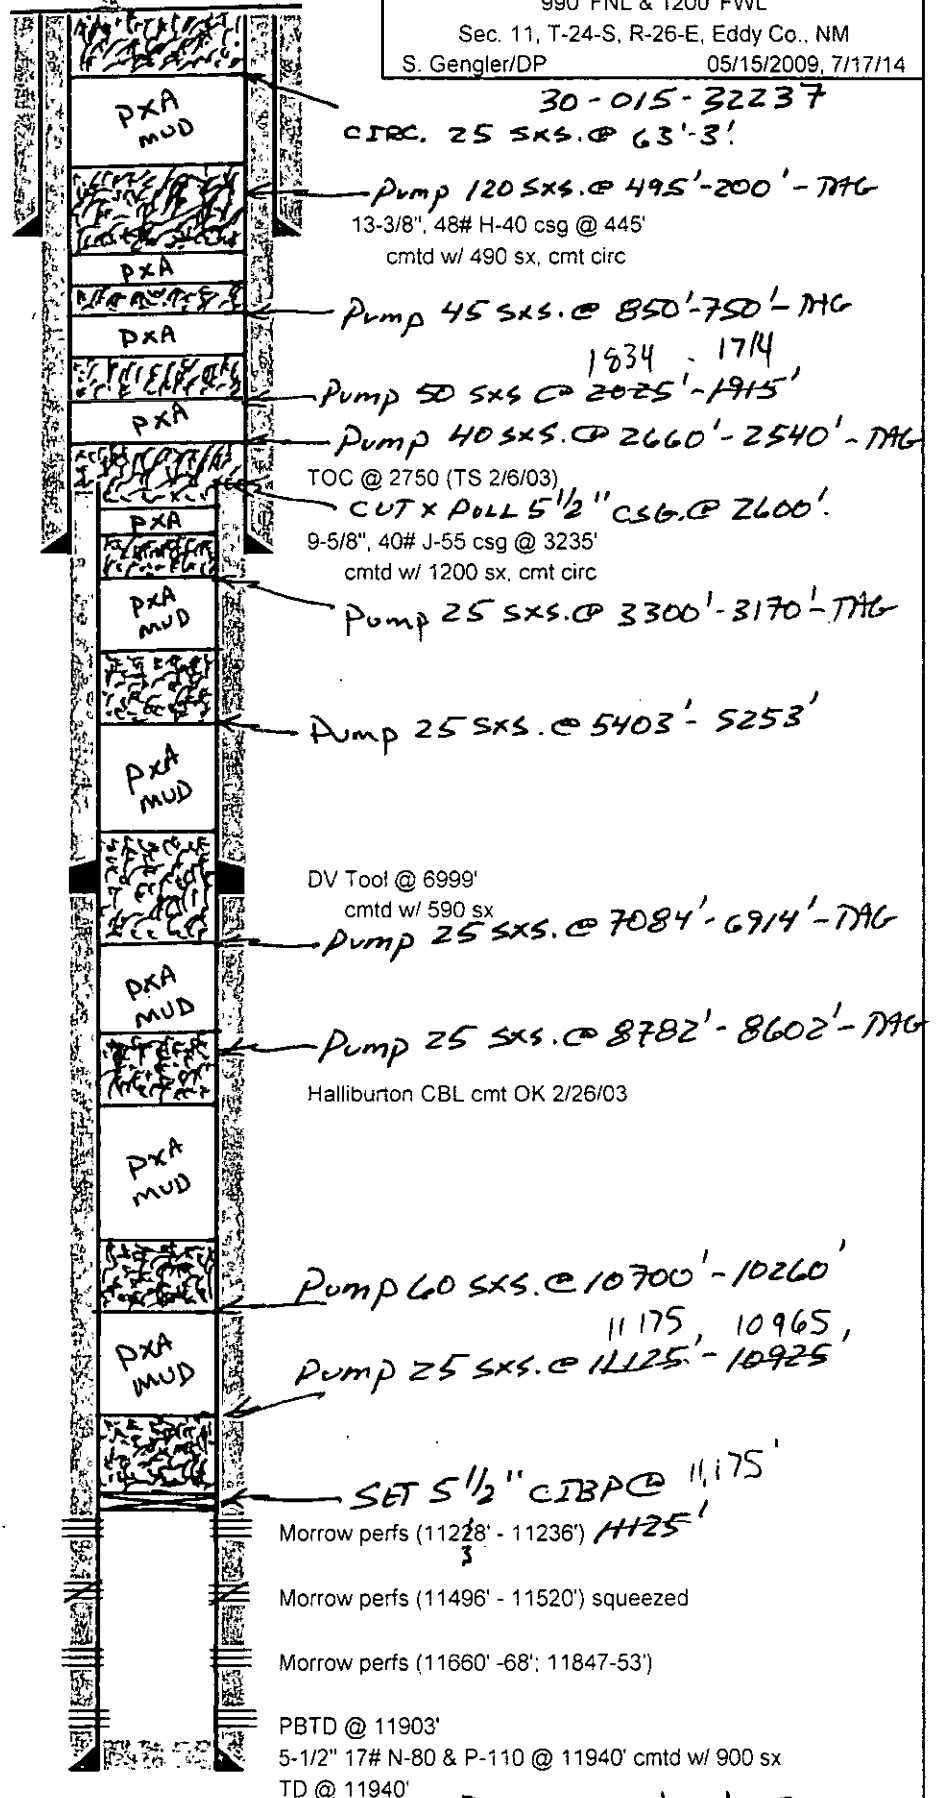 990' FNL & 1200' FWL
Sec. 11, T-24-S, R-26-E, Eddy Co., NM
S. Gengler/DP 05/15/2009, 7/17/14
30-015-32237
PXA
MUD
CIRC. 25 SXS. @ 63'-3'.
Pump 120 SXS. @ 495'-200'-TAG
13-3/8", 48# H-40 csg @ 445'
cmtd w/ 490 sx, cmt circ
PXA
Pump 45 SXS. @ 850'-750'-TAG
PXA
1834 - 1714
Pump 50 SXS @ 2025'-1915'
PXA
Pump 40 SXS. @ 2660'-2540'-TAG
TOC @ 2750 (TS 2/6/03)
CUT X PULL 5 1/2" CSG. @ 2600'.
PXA
9-5/8", 40# J-55 csg @ 3235'
cmtd w/ 1200 sx, cmt circ
PXA
MUD
Pump 25 SXS. @ 3300'-3170'-TAG
Pump 25 SXS. @ 5403'-5253'
PXA
MUD
DV Tool @ 6999'
cmtd w/ 590 sx
Pump 25 SXS. @ 7084'-6914'-TAG
PXA
MUD
Pump 25 SXS. @ 8782'-8602'-TAG
Halliburton CBL cmt OK 2/26/03
PXA
MUD
Pump 60 SXS. @ 10700'-10260'
11175, 10965,
PXA
MUD
Pump 25 SXS. @ 11125'-10925'
SET 5 1/2" CIBP @ 11,175'
Morrow perfs (11228' - 11236') 11125'
3
Morrow perfs (11496' - 11520') squeezed
Morrow perfs (11660' -68'; 11847-53')
PBTD @ 11903'
5-1/2" 17# N-80 & P-110 @ 11940' cmtd w/ 900 sx
TD @ 11940'